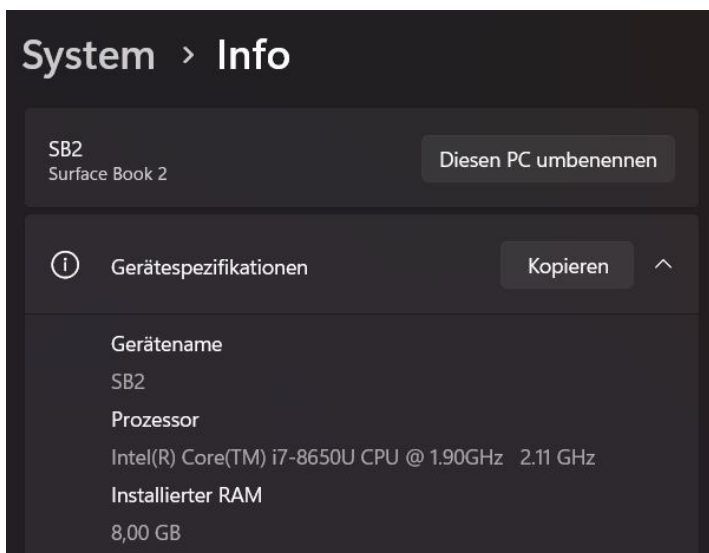 System > Info
SB2
Surface Book 2
Diesen PC umbenennen
Gerätespezifikationen
Kopieren
Gerätename
SB2
Prozessor
Intel(R) Core(TM) i7-8650U CPU @ 1.90GHz 2.11 GHz
Installierter RAM
8,00 GB